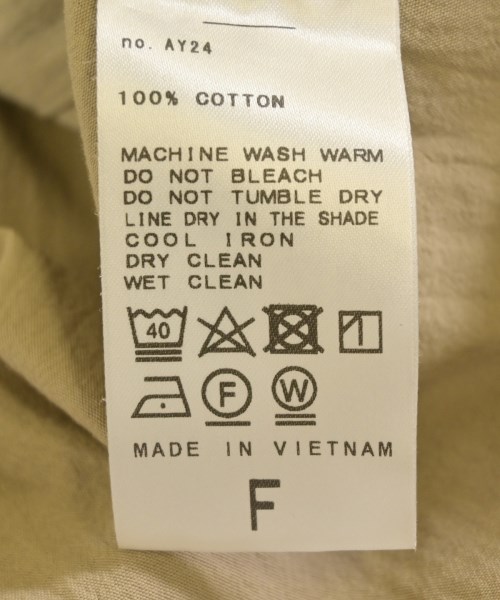 no. AY24
100% COTTON
MACHINE WASH WARM
DO NOT BLEACH
DO NOT TUMBLE DRY
LINE DRY IN THE SHADE
COOL IRON
DRY CLEAN
WET CLEAN
40
F W
MADE IN VIETNAM
F